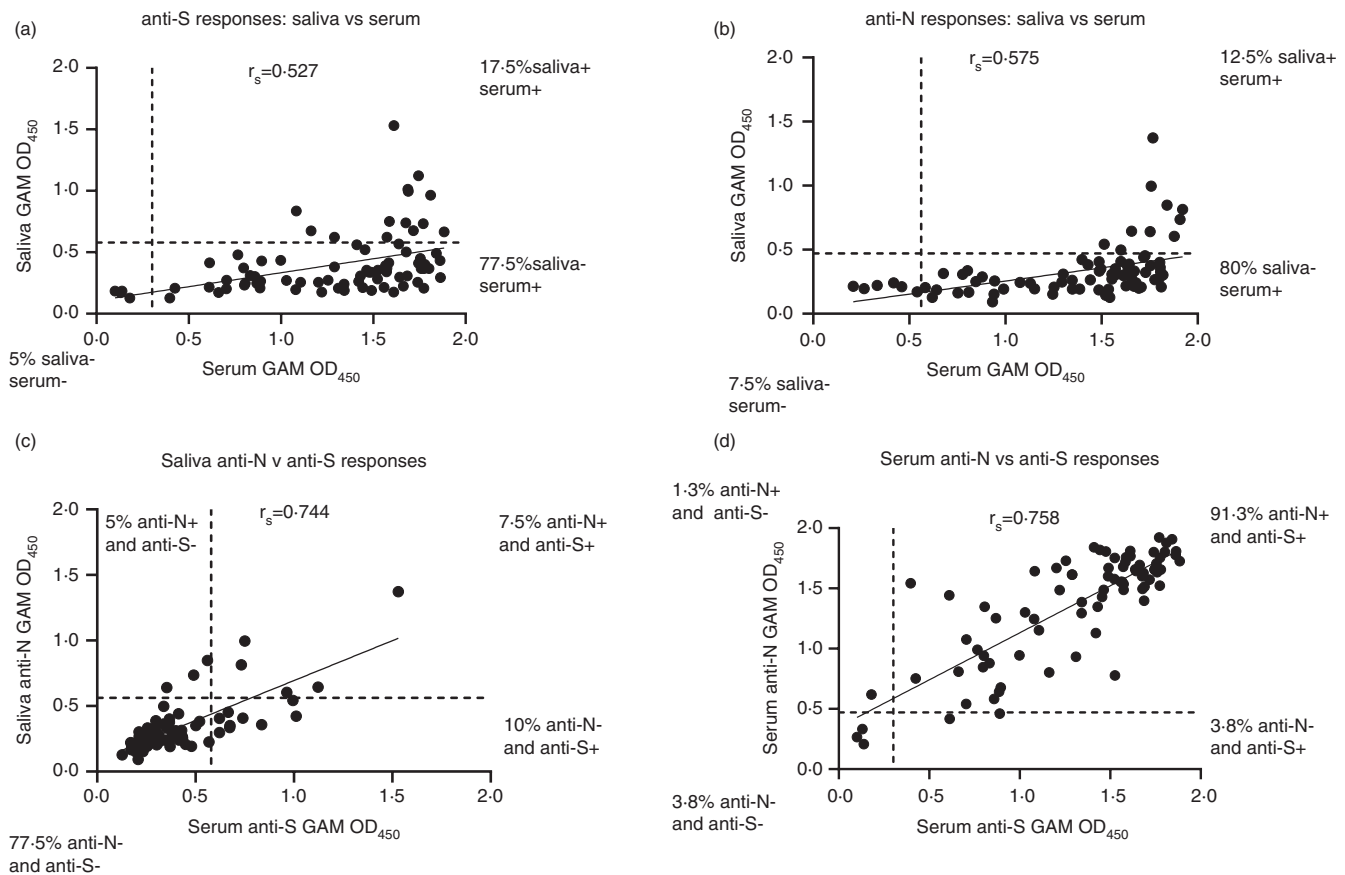 (a)
anti-S responses: saliva vs serum
rs=0·527
17·5%saliva+
serum+
77·5%saliva-
serum+
5% saliva-
serum-
Saliva GAM OD450
2·0
1·5
1·0
0·5
0·0
0·0 0·5 1·0 1·5 2·0
Serum GAM OD450
(b)
anti-N responses: saliva vs serum
rs=0·575
12·5% saliva+
serum+
80% saliva-
serum+
7·5% saliva-
serum-
Saliva GAM OD450
2·0
1·5
1·0
0·5
0·0
0·0 0·5 1·0 1·5 2·0
Serum GAM OD450
(c)
Saliva anti-N v anti-S responses
5% anti-N+
and anti-S-
rs=0·744
7·5% anti-N+
and anti-S+
10% anti-N-
and anti-S+
77·5% anti-N-
and anti-S-
Saliva anti-N GAM OD450
2·0
1·5
1·0
0·5
0·0
0·0 0·5 1·0 1·5 2·0
Serum anti-S GAM OD450
(d)
Serum anti-N vs anti-S responses
1·3% anti-N+
and anti-S-
rs=0·758
91·3% anti-N+
and anti-S+
3·8% anti-N-
and anti-S+
3·8% anti-N-
and anti-S-
Serum anti-N GAM OD450
2·0
1·5
1·0
0·5
0·0
0·0 0·5 1·0 1·5 2·0
Serum anti-S GAM OD450